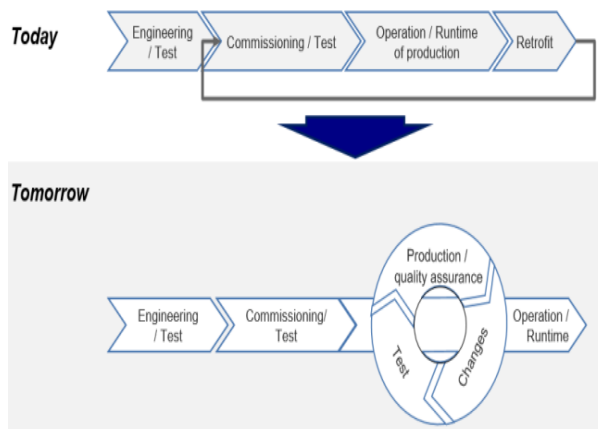 Today
Engineering
/ Test
Commissioning / Test
Operation / Runtime
of production
Retrofit
Tomorrow
Production /
quality assurance
Engineering
/ Test
Commissioning/
Test
Operation /
Runtime
Test
Changes